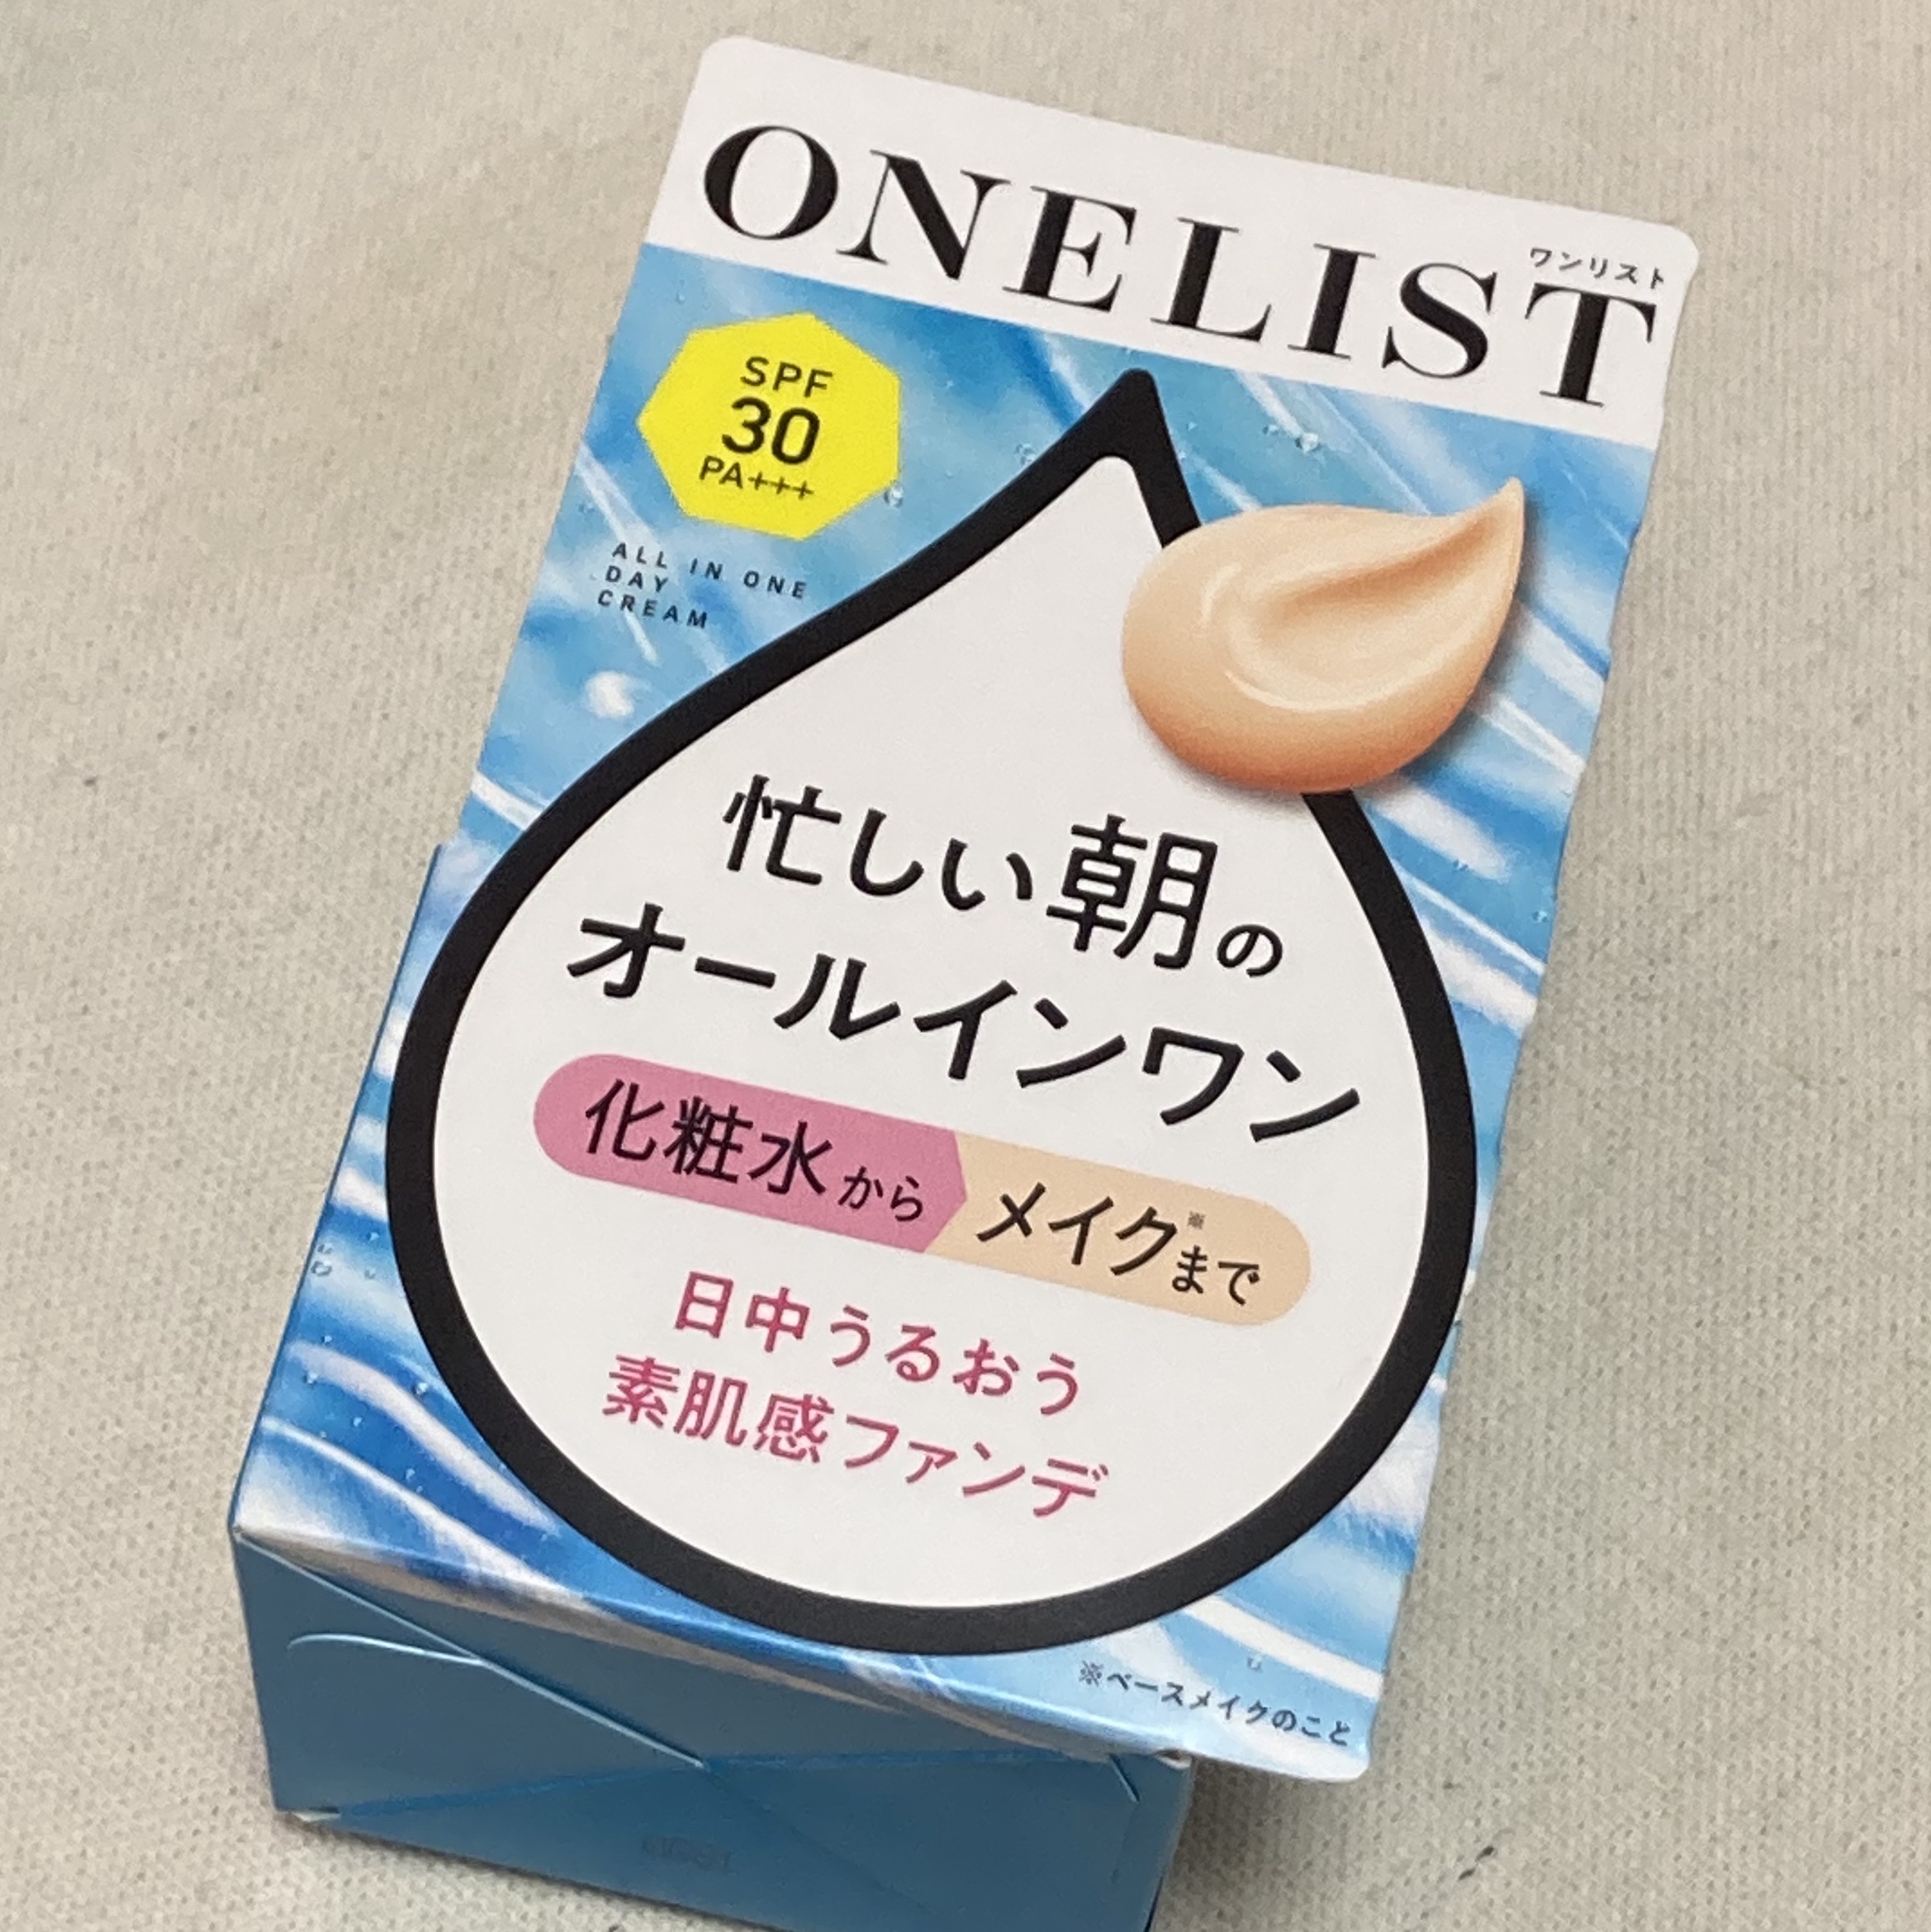 ONELIST
ワンリスト
SPF
30
PA+++
ALL IN ONE
DAY
CREAM
忙しい朝の
オールインワン
化粧水から メイク※まで
日中うるおう
素肌感ファンデ
※ベースメイクのこと